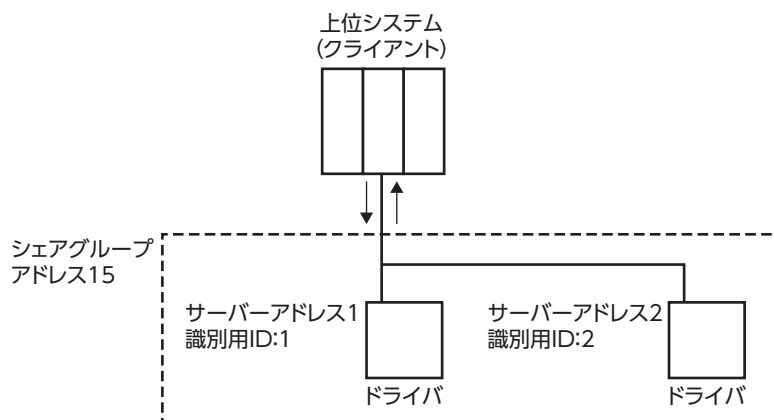 上位システム
(クライアント)
シェアグループ
アドレス15
サーバーアドレス1
識別用ID:1
ドライバ
サーバーアドレス2
識別用ID:2
ドライバ